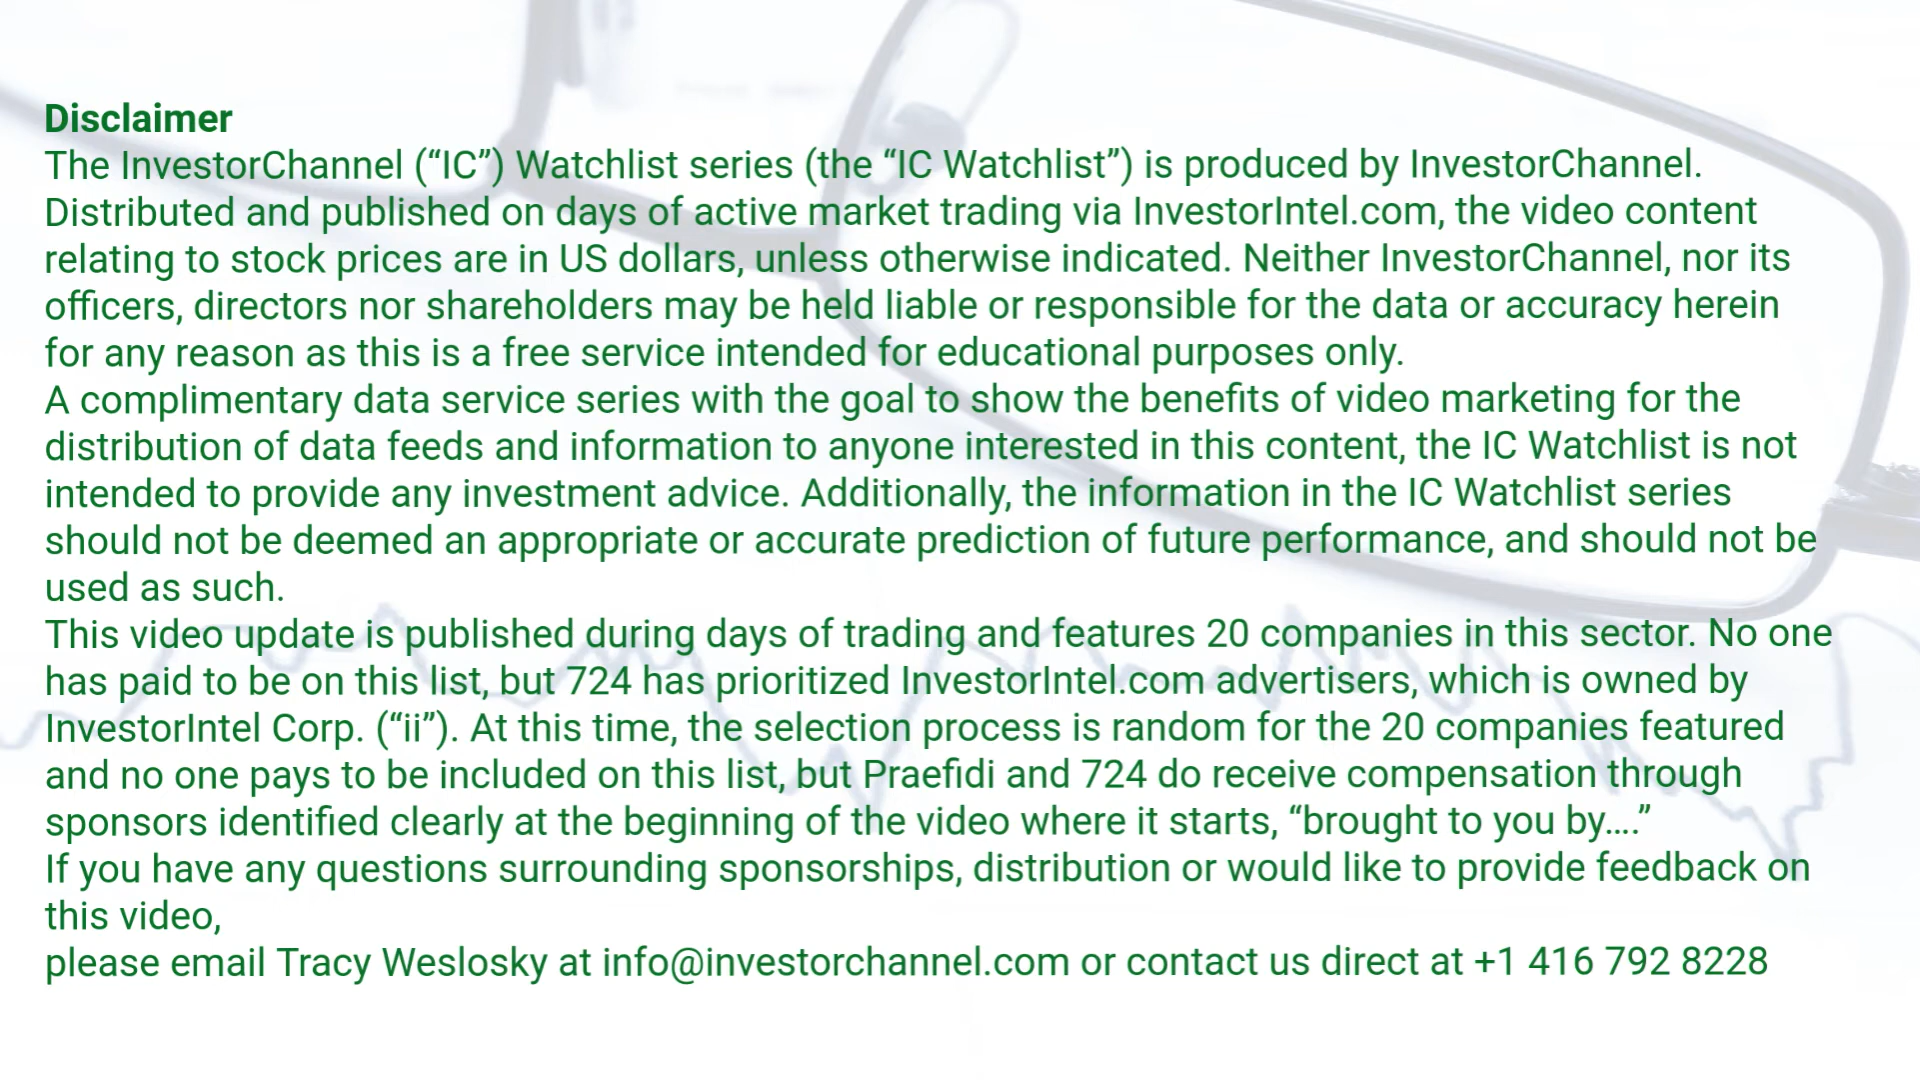 Disclaimer
The InvestorChannel (“IC”) Watchlist series (the “IC Watchlist”) is produced by InvestorChannel.
Distributed and published on days of active market trading via InvestorIntel.com, the video content
relating to stock prices are in US dollars, unless otherwise indicated. Neither InvestorChannel, nor its
officers, directors nor shareholders may be held liable or responsible for the data or accuracy herein
for any reason as this is a free service intended for educational purposes only.
A complimentary data service series with the goal to show the benefits of video marketing for the
distribution of data feeds and information to anyone interested in this content, the IC Watchlist is not
intended to provide any investment advice. Additionally, the information in the IC Watchlist series
should not be deemed an appropriate or accurate prediction of future performance, and should not be
used as such.
This video update is published during days of trading and features 20 companies in this sector. No one
has paid to be on this list, but 724 has prioritized InvestorIntel.com advertisers, which is owned by
InvestorIntel Corp. (“ii”). At this time, the selection process is random for the 20 companies featured
and no one pays to be included on this list, but Praefidi and 724 do receive compensation through
sponsors identified clearly at the beginning of the video where it starts, “brought to you by….”
If you have any questions surrounding sponsorships, distribution or would like to provide feedback on
this video,
please email Tracy Weslosky at info@investorchannel.com or contact us direct at +1 416 792 8228